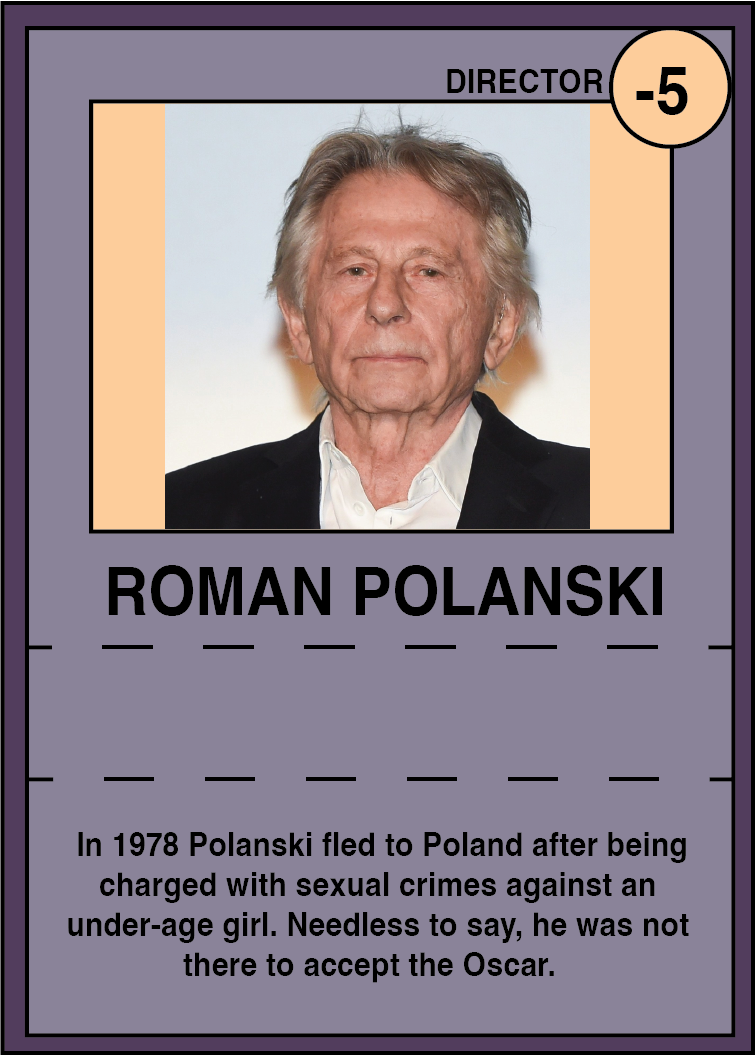 DIRECTOR
-5
ROMAN POLANSKI
In 1978 Polanski fled to Poland after being
charged with sexual crimes against an
under-age girl. Needless to say, he was not
there to accept the Oscar.